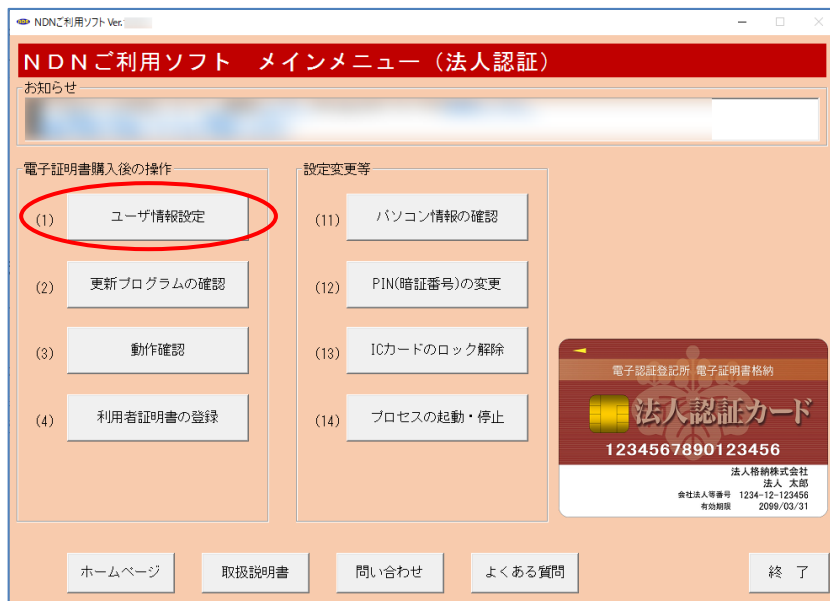 NDNご利用ソフト Ver.
NDNご利用ソフト メインメニュー（法人認証）
お知らせ
電子証明書購入後の操作
(1) ユーザ情報設定
(2) 更新プログラムの確認
(3) 動作確認
(4) 利用者証明書の登録
設定変更等
(11) パソコン情報の確認
(12) PIN(暗証番号)の変更
(13) ICカードのロック解除
(14) プロセスの起動・停止
電子認証登記所 電子証明書格納
法人認証カード
1234567890123456
法人格納株式会社
法人 太郎
会社法人等番号 1234-12-123456
有効期限 2099/03/31
ホームページ 取扱説明書 問い合わせ よくある質問 終 了